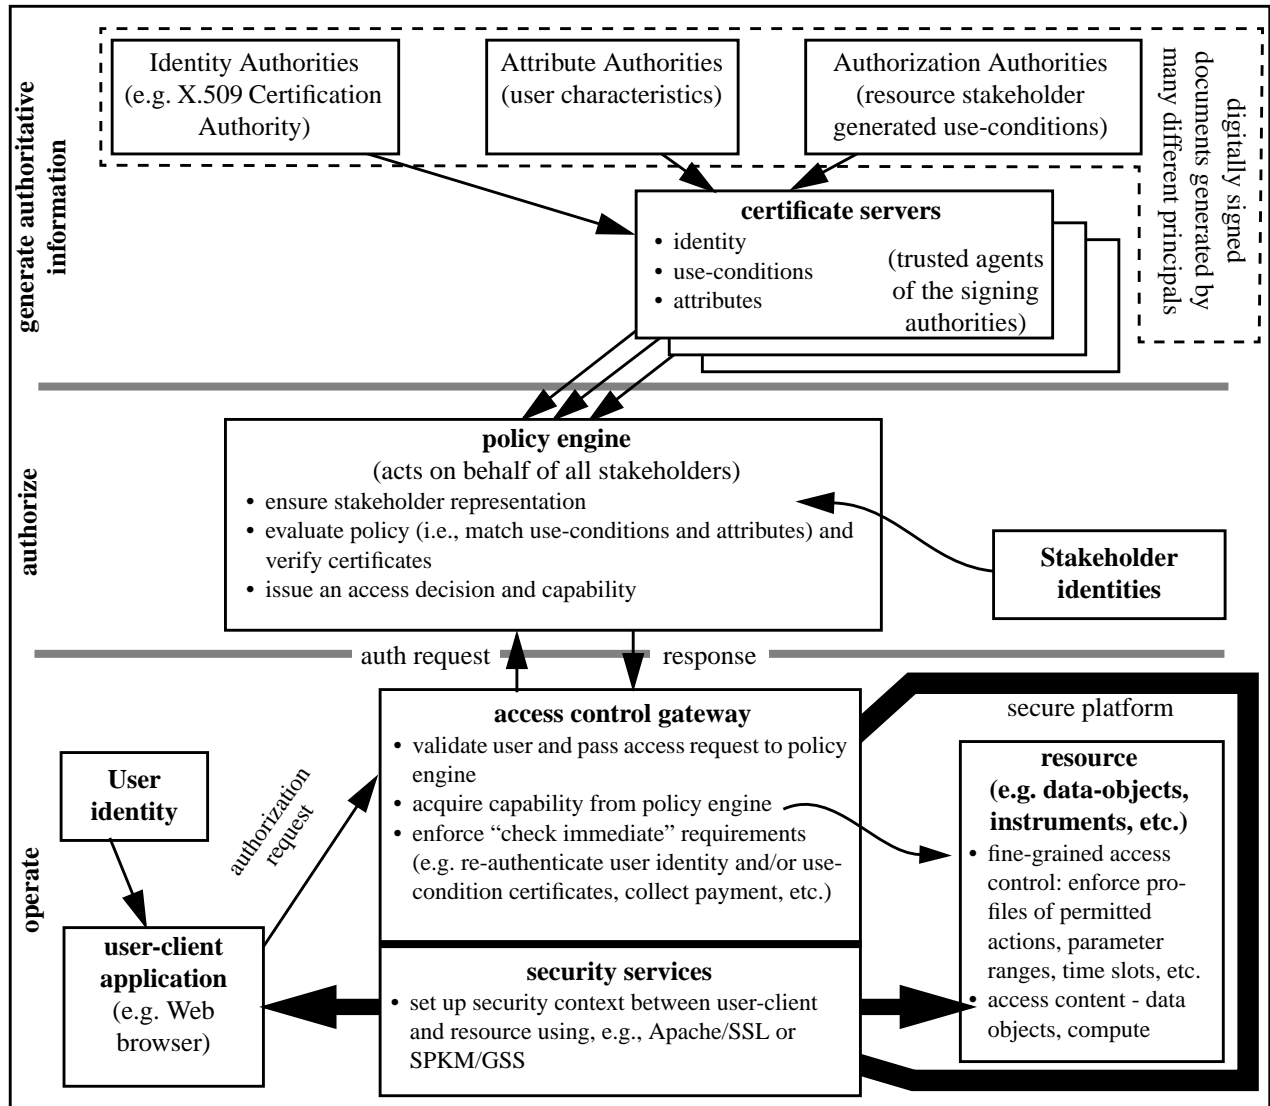 generate authoritative
information
Identity Authorities
(e.g. X.509 Certification
Authority)
Attribute Authorities
(user characteristics)
Authorization Authorities
(resource stakeholder
generated use-conditions)
digitally signed
documents generated by
many different principals
certificate servers
• identity
• use-conditions
• attributes
(trusted agents
of the signing
authorities)
authorize
policy engine
(acts on behalf of all stakeholders)
• ensure stakeholder representation
• evaluate policy (i.e., match use-conditions and attributes) and
verify certificates
• issue an access decision and capability
Stakeholder
identities
auth request
response
operate
User
identity
authorization
request
user-client
application
(e.g. Web
browser)
access control gateway
• validate user and pass access request to policy
engine
• acquire capability from policy engine
• enforce “check immediate” requirements
(e.g. re-authenticate user identity and/or use-
condition certificates, collect payment, etc.)
security services
• set up security context between user-client
and resource using, e.g., Apache/SSL or
SPKM/GSS
secure platform
resource
(e.g. data-objects,
instruments, etc.)
• fine-grained access
control: enforce pro-
files of permitted
actions, parameter
ranges, time slots, etc.
• access content - data
objects, compute